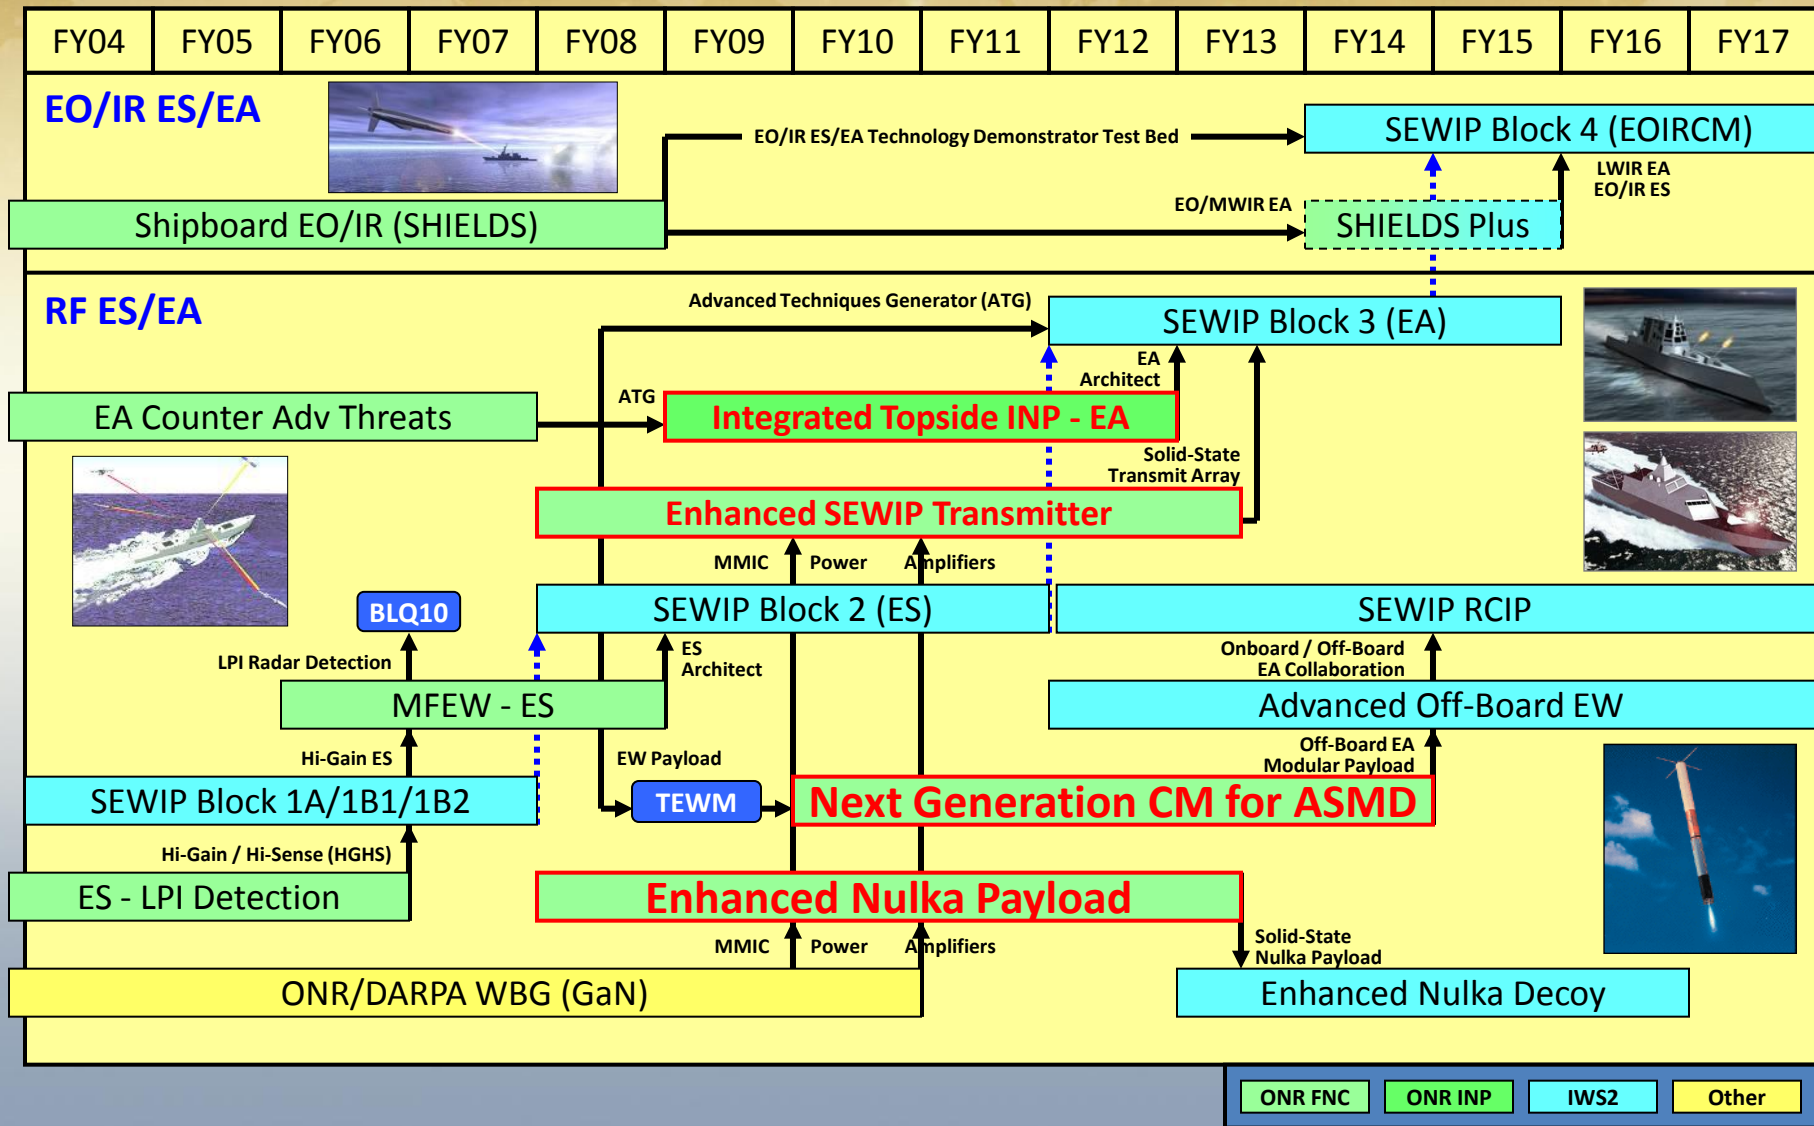 FY04 FY05 FY06 FY07 FY08 FY09 FY10 FY11 FY12 FY13 FY14 FY15 FY16 FY17
EO/IR ES/EA
SEWIP Block 4 (EOIRCM)
EO/IR ES/EA Technology Demonstrator Test Bed
LWIR EA
EO/IR ES
EO/MWIR EA
Shipboard EO/IR (SHIELDS)
SHIELDS Plus
RF ES/EA
Advanced Techniques Generator (ATG)
SEWIP Block 3 (EA)
EA
Architect
ATG
EA Counter Adv Threats
Integrated Topside INP - EA
Solid-State
Transmit Array
Enhanced SEWIP Transmitter
MMIC Power Amplifiers
BLQ10
SEWIP Block 2 (ES)
SEWIP RCIP
LPI Radar Detection
ES
Architect
Onboard / Off-Board
EA Collaboration
MFEW - ES
Advanced Off-Board EW
Hi-Gain ES
EW Payload
Off-Board EA
Modular Payload
SEWIP Block 1A/1B1/1B2
TEWM
Next Generation CM for ASMD
Hi-Gain / Hi-Sense (HGHS)
ES - LPI Detection
Enhanced Nulka Payload
MMIC Power Amplifiers
Solid-State
Nulka Payload
ONR/DARPA WBG (GaN)
Enhanced Nulka Decoy
ONR FNC
ONR INP
IWS2
Other